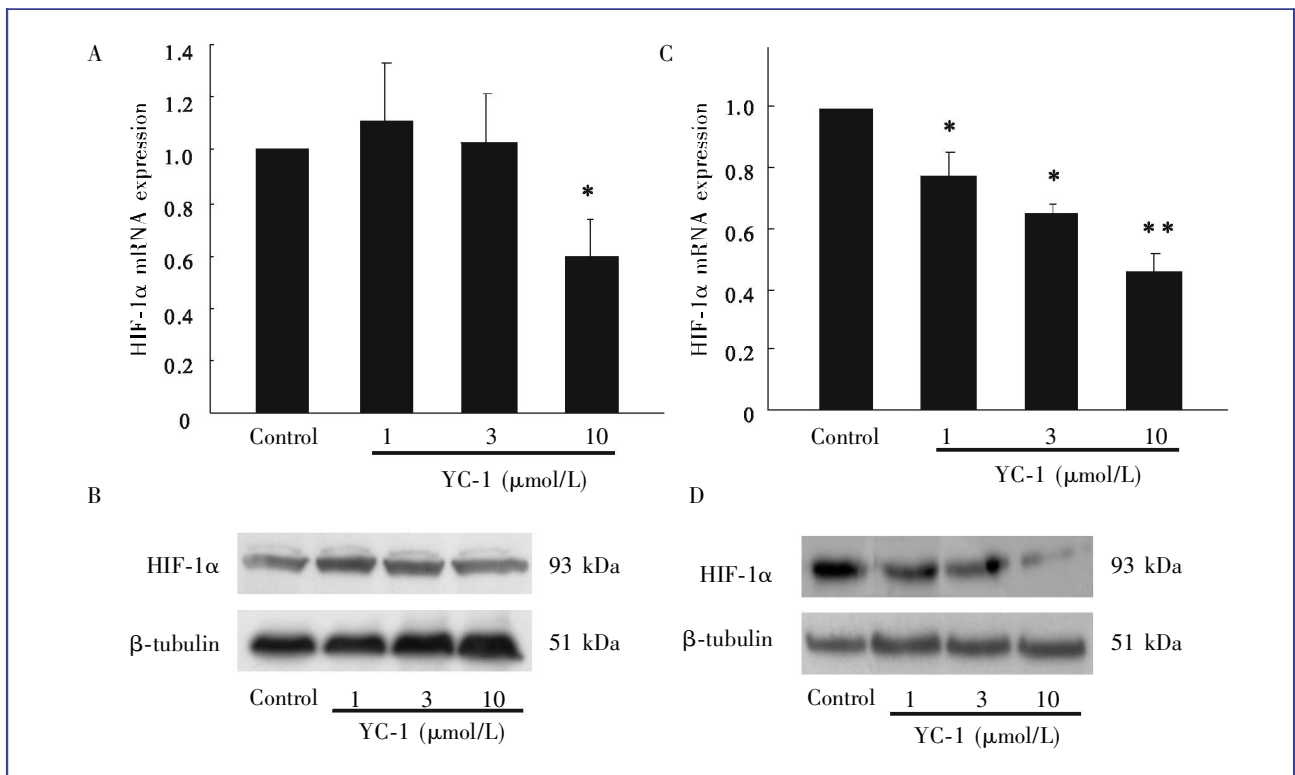 A
HIF-1α mRNA expression
1.4
1.2
1.0
0.8
0.6
0.4
0.2
0
*
Control 1 3 10
YC-1 (μmol/L)
C
HIF-1α mRNA expression
1.0
0.8
0.6
0.4
0.2
0
*
*
**
Control 1 3 10
YC-1 (μmol/L)
B
HIF-1α 93 kDa
β-tubulin 51 kDa
Control 1 3 10
YC-1 (μmol/L)
D
HIF-1α 93 kDa
β-tubulin 51 kDa
Control 1 3 10
YC-1 (μmol/L)